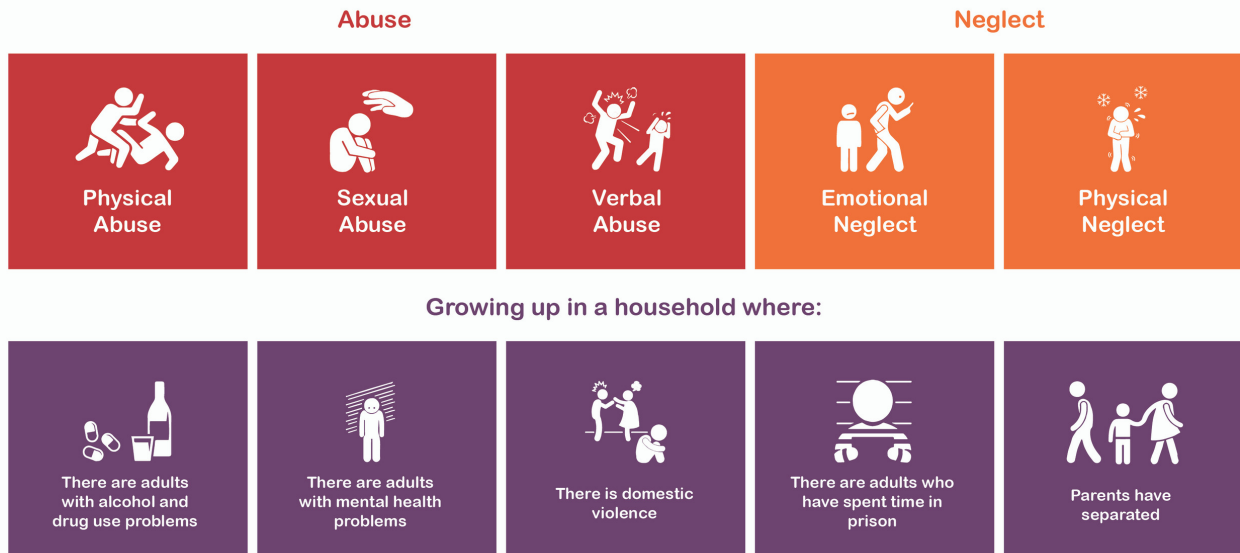 Abuse
Neglect
Physical
Abuse
Sexual
Abuse
Verbal
Abuse
Emotional
Neglect
Physical
Neglect
Growing up in a household where:
There are adults
with alcohol and
drug use problems
There are adults
with mental health
problems
There is domestic
violence
There are adults who
have spent time in
prison
Parents have
separated